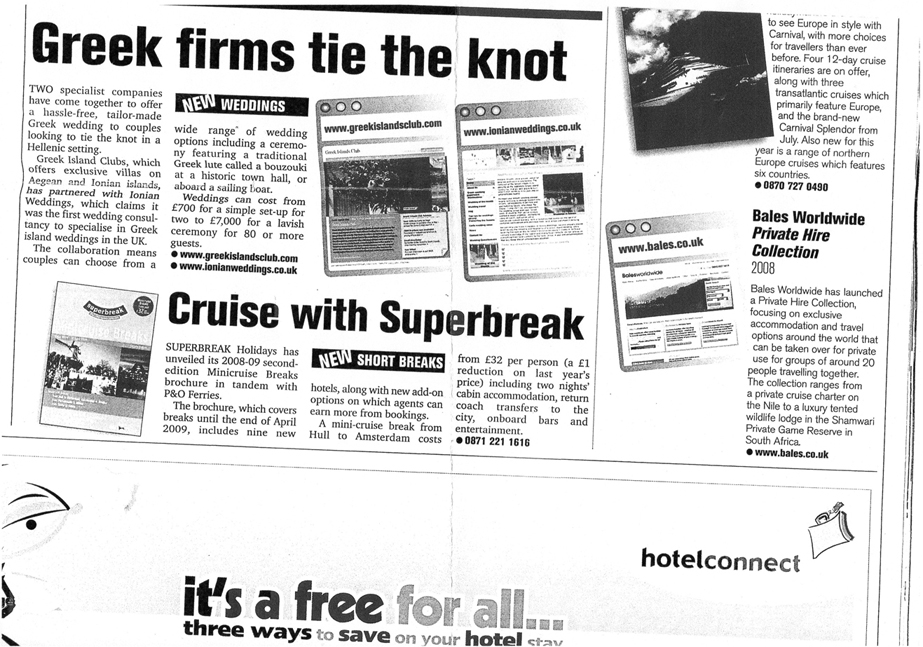 Greek firms tie the knot
TWO specialist companies
have come together to offer
a hassle-free, tailor-made
Greek wedding to couples
looking to tie the knot in a
Hellenic setting.
Greek Island Clubs, which
offers exclusive villas on
Aegean and Ionian islands,
has partnered with Ionian
Weddings, which claims it
was the first wedding consul-
tancy to specialise in Greek
island weddings in the UK.
The collaboration means
couples can choose from a
NEW WEDDINGS
wide range of wedding
options including a ceremo-
ny featuring a traditional
Greek lute called a bouzouki
at a historic town hall, or
aboard a sailing boat.
Weddings can cost from
£700 for a simple set-up for
two to £7,000 for a lavish
ceremony for 80 or more
guests.
● www.greekislandsclub.com
● www.ionianweddings.co.uk
www.greekislandsclub.com
Greek Islands Club
www.ionianweddings.co.uk
to see Europe in style with
Carnival, with more choices
for travellers than ever
before. Four 12-day cruise
itineraries are on offer,
along with three
transatlantic cruises which
primarily feature Europe,
and the brand-new
Carnival Splendor from
July. Also new for this
year is a range of northern
Europe cruises which features
six countries.
● 0870 727 0490
www.bales.co.uk
Balesworldwide
Bales Worldwide
Private Hire
Collection
2008
Bales Worldwide has launched
a Private Hire Collection,
focusing on exclusive
accommodation and travel
options around the world that
can be taken over for private
use for groups of around 20
people travelling together.
The collection ranges from
a private cruise charter on
the Nile to a luxury tented
wildlife lodge in the Shamwari
Private Game Reserve in
South Africa.
● www.bales.co.uk
superbreak
Minicruise Breaks
Cruise with Superbreak
SUPERBREAK Holidays has
unveiled its 2008-09 second-
edition Minicruise Breaks
brochure in tandem with
P&O Ferries.
The brochure, which covers
breaks until the end of April
2009, includes nine new
NEW SHORT BREAKS
hotels, along with new add-on
options on which agents can
earn more from bookings.
A mini-cruise break from
Hull to Amsterdam costs
from £32 per person (a £1
reduction on last year's
price) including two nights'
cabin accommodation, return
coach transfers to the
city, onboard bars and
entertainment.
● 0871 221 1616
hotelconnect
it's a free for all...
three ways to save on your hotel stay